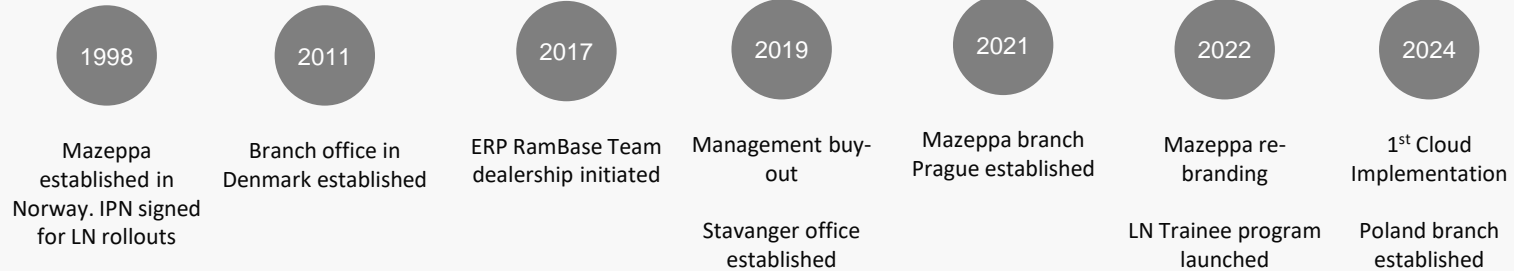 1998
Mazeppa
established in
Norway. IPN signed
for LN rollouts
2011
Branch office in
Denmark established
2017
ERP RamBase Team
dealership initiated
2019
Management buy-
out
Stavanger office
established
2021
Mazeppa branch
Prague established
2022
Mazeppa re-
branding
LN Trainee program
launched
2024
1st Cloud
Implementation
Poland branch
established